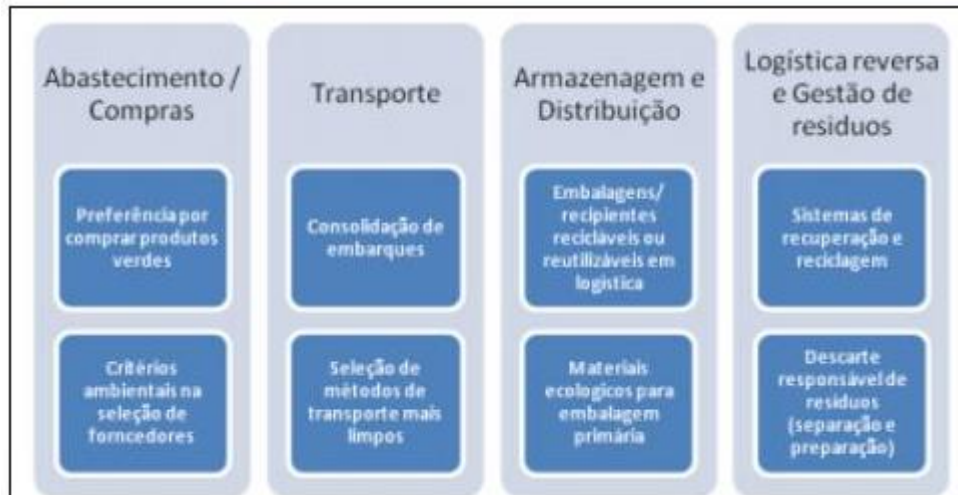 Abastecimento /
Compras
Preferência por
comprar produtos
verdes
Critérios
ambientais na
seleção de
forncedores
Transporte
Consolidação de
embarques
Seleção de
métodos de
transporte mais
limpos
Armazenagem e
Distribuição
Embalagens/
recipientes
recicláveis ou
reutilizáveis em
logística
Materiais
ecologicos para
embalagem
primária
Logística reversa
e Gestão de
residuos
Sistemas de
recuperação e
reciclagem
Descarte
responsável de
resíduos
(separação e
preparação)